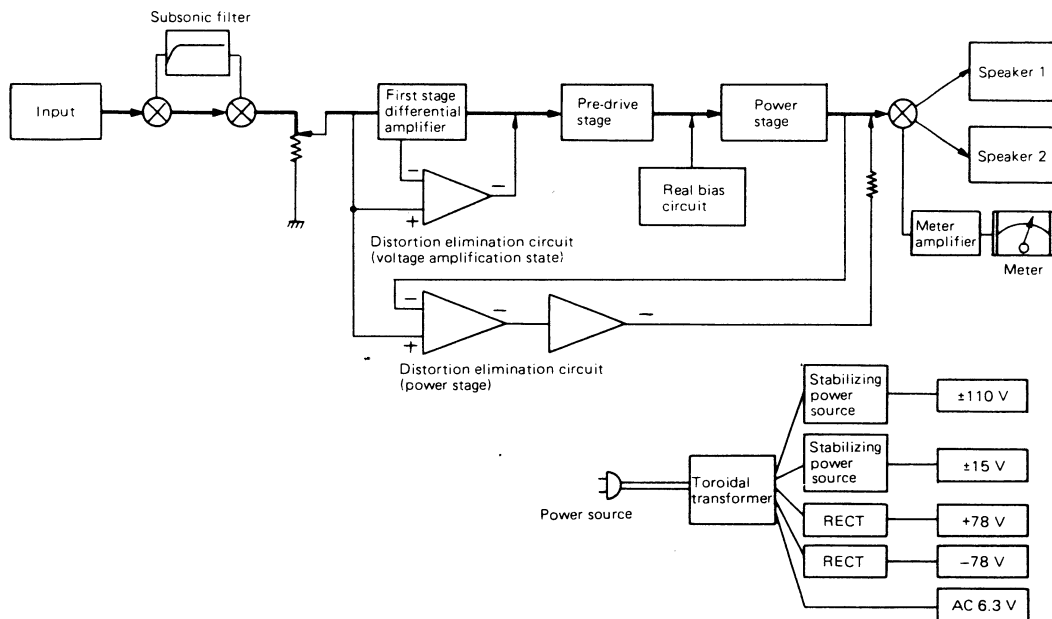 Subsonic filter
Input
First stage
differential
amplifier
Pre-drive
stage
Power
stage
Speaker 1
Speaker 2
Real bias
circuit
Meter
amplifier
Meter
−
−
+
Distortion elimination circuit
(voltage amplification state)
−
−
−
+
Distortion elimination circuit
(power stage)
Power source
Toroidal
transformer
Stabilizing
power
source
±110 V
Stabilizing
power
source
±15 V
RECT
+78 V
RECT
−78 V
AC 6.3 V